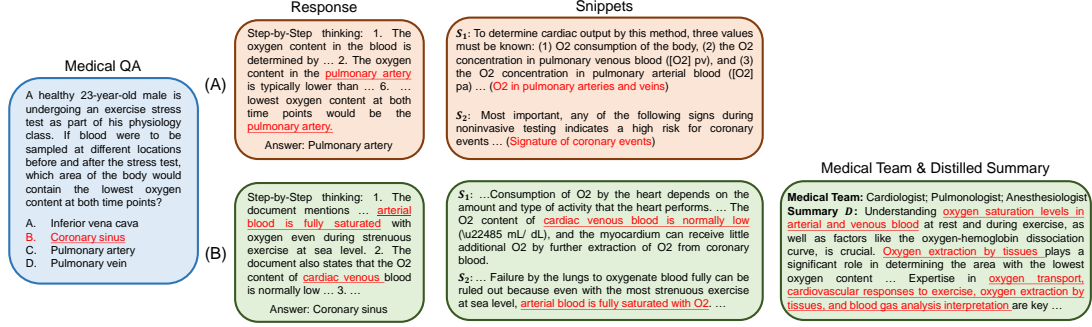 Medical QA
A healthy 23-year-old male is
undergoing an exercise stress
test as part of his physiology
class. If blood were to be
sampled at different locations
before and after the stress test,
which area of the body would
contain the lowest oxygen
content at both time points?
A. Inferior vena cava
B. Coronary sinus
C. Pulmonary artery
D. Pulmonary vein
Response
(A)
Step-by-Step thinking: 1. The
oxygen content in the blood is
determined by … 2. The oxygen
content in the pulmonary artery
is typically lower than … 6. …
lowest oxygen content at both
time points would be the
pulmonary artery.
Answer: Pulmonary artery
Snippets
S1: To determine cardiac output by this method, three values
must be known: (1) O2 consumption of the body, (2) the O2
concentration in pulmonary venous blood ([O2] pv), and (3)
the O2 concentration in pulmonary arterial blood ([O2]
pa) … (O2 in pulmonary arteries and veins)
S2: Most important, any of the following signs during
noninvasive testing indicates a high risk for coronary
events … (Signature of coronary events)
(B)
Step-by-Step thinking: 1. The
document mentions … arterial
blood is fully saturated with
oxygen even during strenuous
exercise at sea level. 2. The
document also states that the O2
content of cardiac venous blood
is normally low … 3. …
Answer: Coronary sinus
S1: …Consumption of O2 by the heart depends on the
amount and type of activity that the heart performs. … The
O2 content of cardiac venous blood is normally low
(\u22485 mL/ dL), and the myocardium can receive little
additional O2 by further extraction of O2 from coronary
blood.
S2: … Failure by the lungs to oxygenate blood fully can be
ruled out because even with the most strenuous exercise
at sea level, arterial blood is fully saturated with O2. …
Medical Team & Distilled Summary
Medical Team: Cardiologist; Pulmonologist; Anesthesiologist
Summary D: Understanding oxygen saturation levels in
arterial and venous blood at rest and during exercise, as
well as factors like the oxygen-hemoglobin dissociation
curve, is crucial. Oxygen extraction by tissues plays a
significant role in determining the area with the lowest
oxygen content … Expertise in oxygen transport,
cardiovascular responses to exercise, oxygen extraction by
tissues, and blood gas analysis interpretation are key …